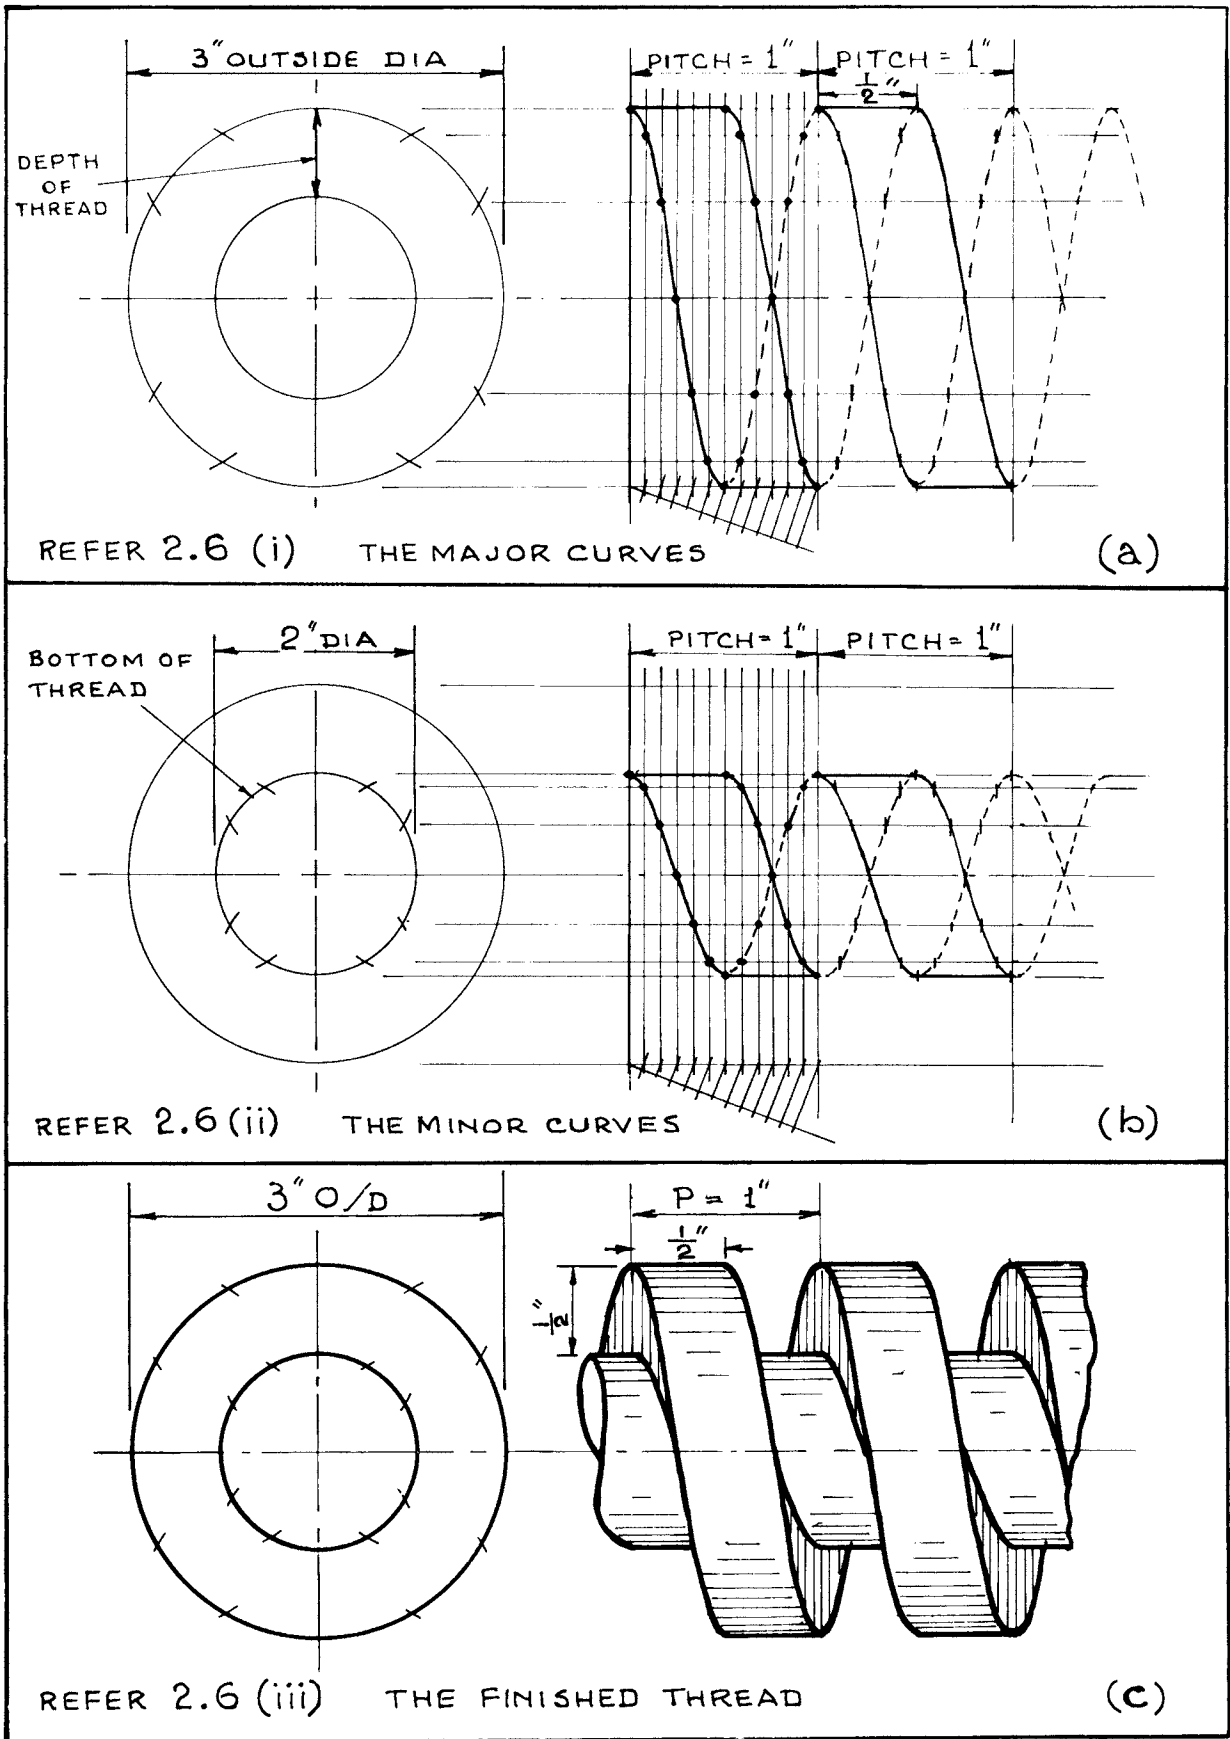 3" OUTSIDE DIA
PITCH = 1"
PITCH = 1"
1/2"
DEPTH
OF
THREAD
REFER 2.6 (i) THE MAJOR CURVES (a)
2" DIA
PITCH = 1"
PITCH = 1"
BOTTOM OF
THREAD
REFER 2.6 (ii) THE MINOR CURVES (b)
3" O/D
P = 1"
1/2"
1/2"
REFER 2.6 (iii) THE FINISHED THREAD (c)